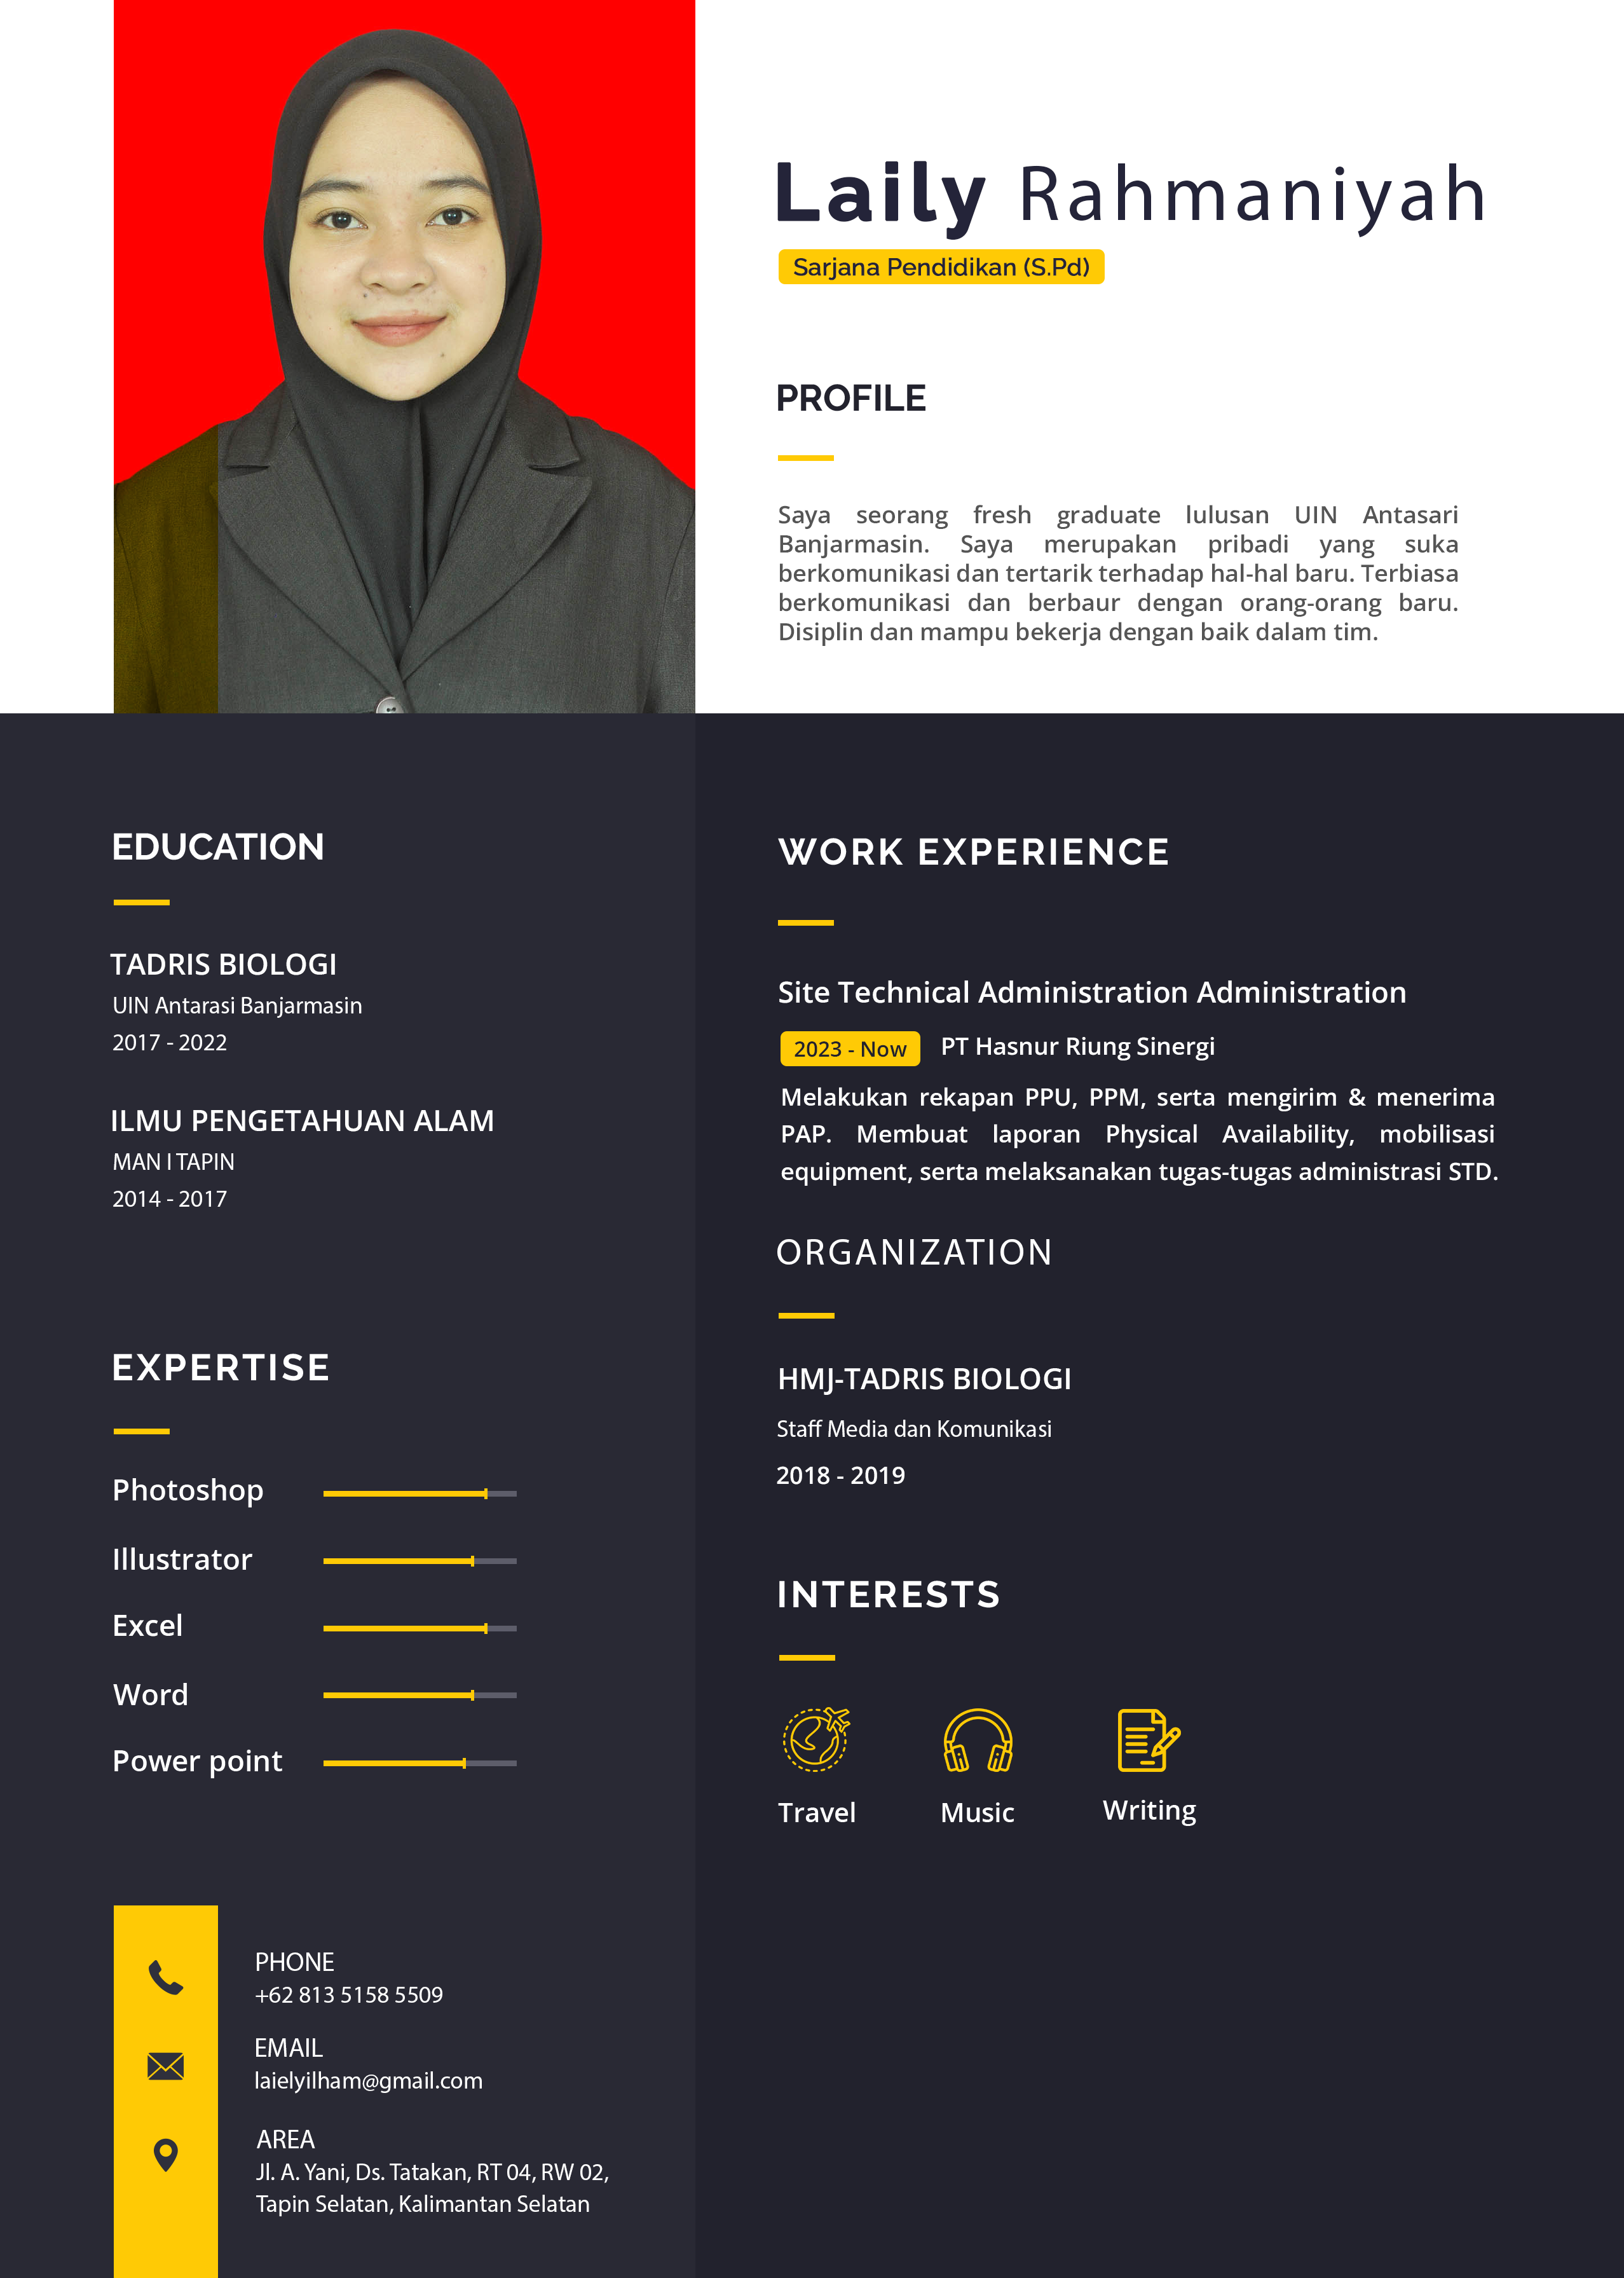 Laily Rahmaniyah
Sarjana Pendidikan (S.Pd)
PROFILE
Saya seorang fresh graduate lulusan UIN Antasari
Banjarmasin. Saya merupakan pribadi yang suka
berkomunikasi dan tertarik terhadap hal-hal baru. Terbiasa
berkomunikasi dan berbaur dengan orang-orang baru.
Disiplin dan mampu bekerja dengan baik dalam tim.
EDUCATION
TADRIS BIOLOGI
UIN Antarasi Banjarmasin
2017 - 2022
ILMU PENGETAHUAN ALAM
MAN I TAPIN
2014 - 2017
EXPERTISE
Photoshop
Illustrator
Excel
Word
Power point
PHONE
+62 813 5158 5509
EMAIL
laielyilham@gmail.com
AREA
Jl. A. Yani, Ds. Tatakan, RT 04, RW 02,
Tapin Selatan, Kalimantan Selatan
WORK EXPERIENCE
Site Technical Administration Administration
2023 - Now PT Hasnur Riung Sinergi
Melakukan rekapan PPU, PPM, serta mengirim & menerima
PAP. Membuat laporan Physical Availability, mobilisasi
equipment, serta melaksanakan tugas-tugas administrasi STD.
ORGANIZATION
HMJ-TADRIS BIOLOGI
Staff Media dan Komunikasi
2018 - 2019
INTERESTS
Travel Music Writing